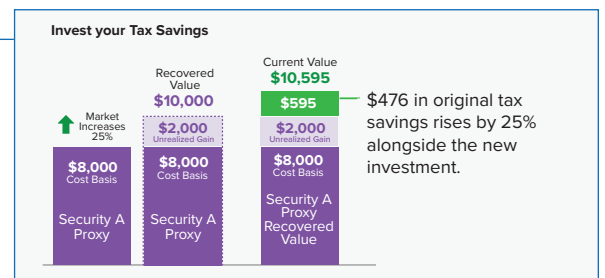 Invest your Tax Savings
Market
Increases
25%
$8,000
Cost Basis
Security A
Proxy
Recovered
Value
$10,000
$2,000
Unrealized Gain
$8,000
Cost Basis
Security A
Proxy
Current Value
$10,595
$595
$2,000
Unrealized Gain
$8,000
Cost Basis
Security A
Proxy
Recovered
Value
$476 in original tax
savings rises by 25%
alongside the new
investment.